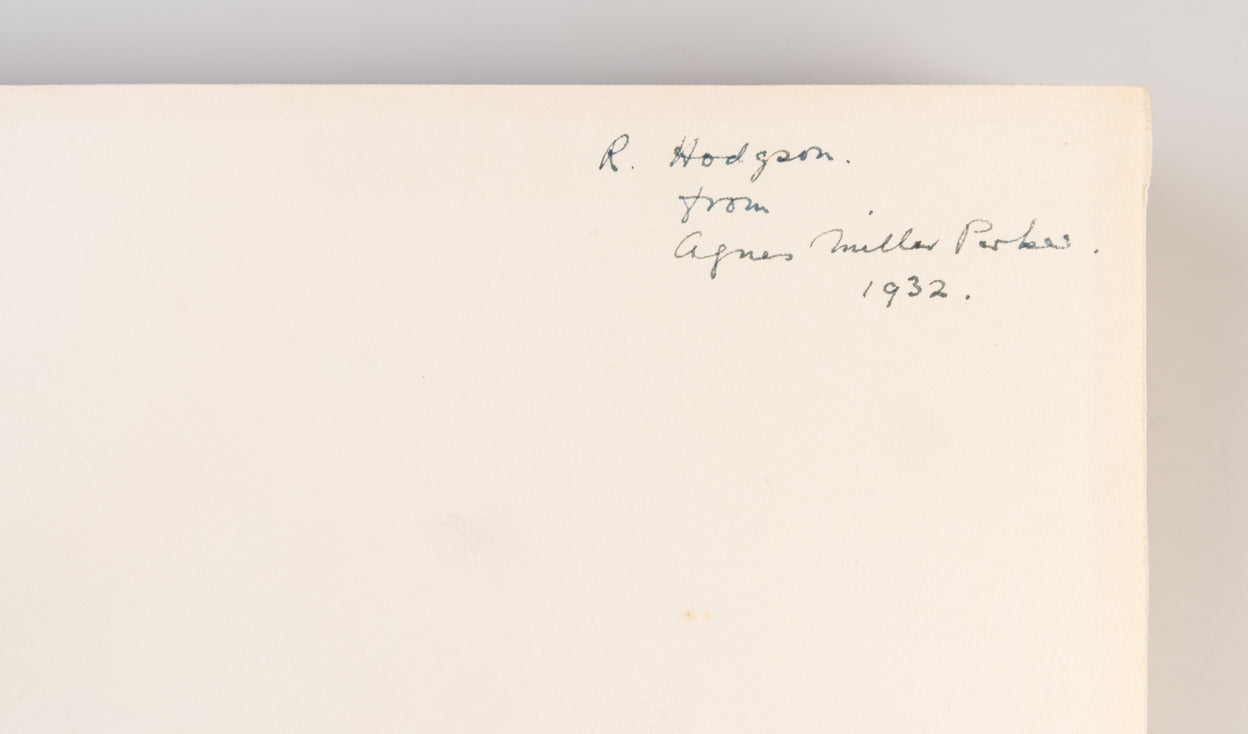 R. Hodgson.
from
Agnes Miller Parker.
1932.